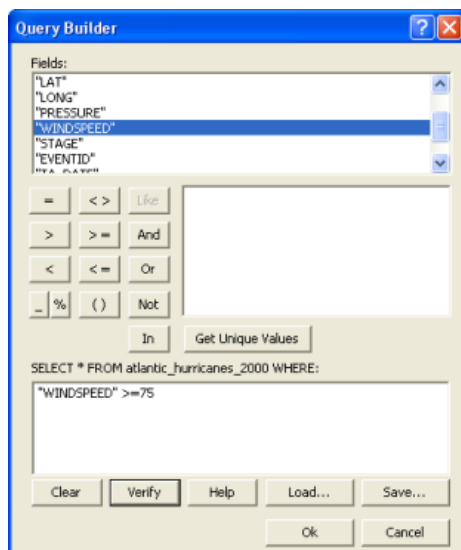 Query Builder
Fields:
"LAT"
"LONG"
"PRESSURE"
"WINDSPEED"
"STAGE"
"EVENTID"
= < > Like
> > = And
< < = Or
_ % ( ) Not
In Get Unique Values
SELECT * FROM atlantic_hurricanes_2000 WHERE:
"WINDSPEED" >=75
Clear Verify Help Load... Save...
Ok Cancel